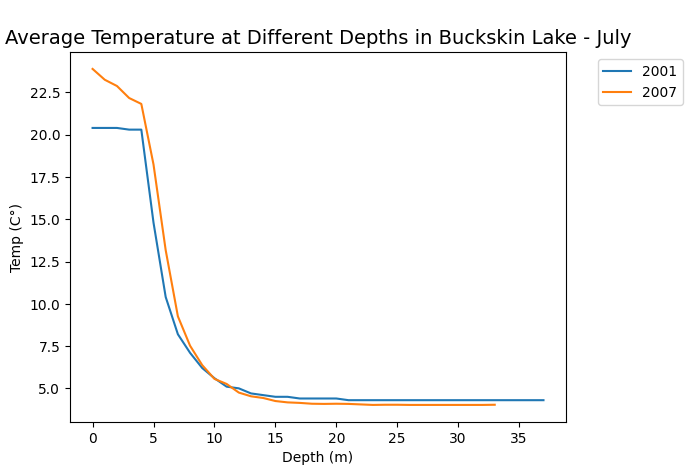 Average Temperature at Different Depths in Buckskin Lake - July
2001
2007
22.5
20.0
17.5
15.0
12.5
10.0
7.5
5.0
Temp (C°)
0 5 10 15 20 25 30 35
Depth (m)